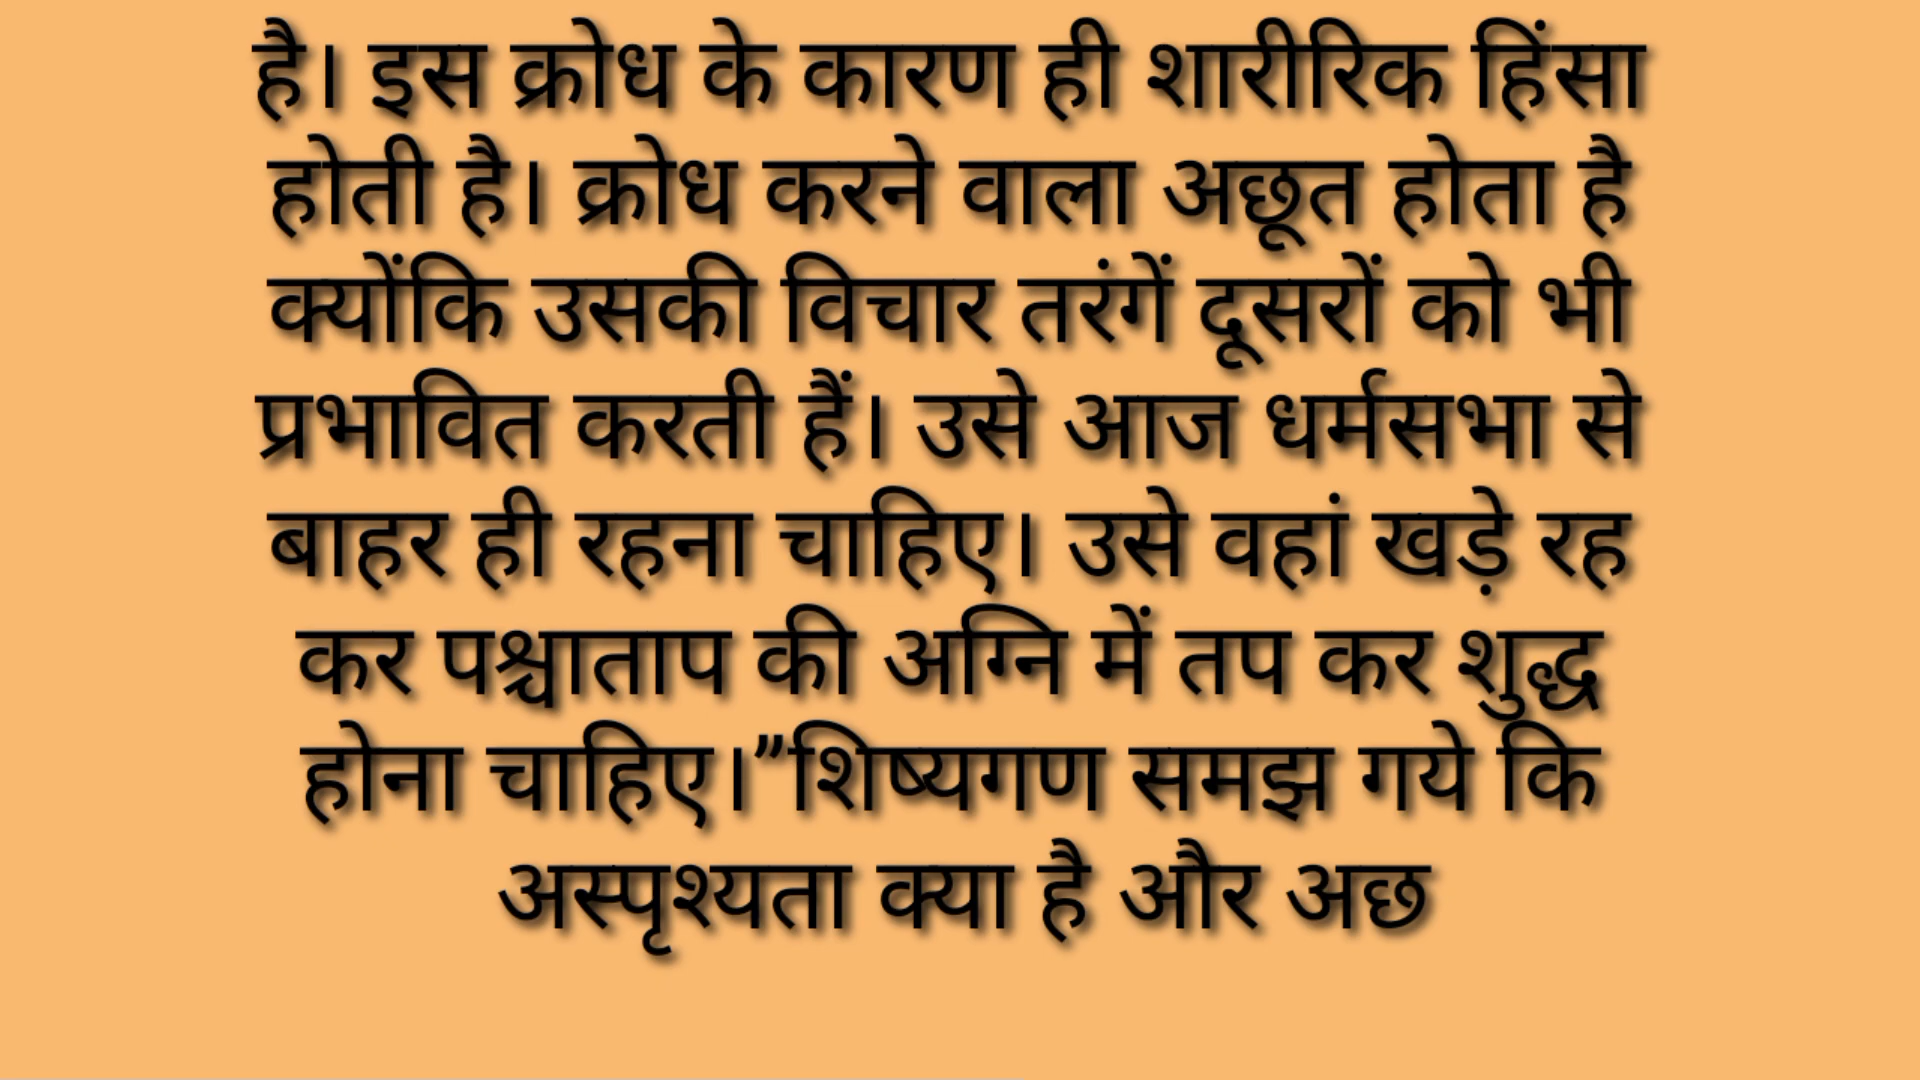 है। इस क्रोध के कारण ही शारीरिक हिंसा
होती है। क्रोध करने वाला अछूत होता है
क्योंकि उसकी विचार तरंगें दूसरों को भी
प्रभावित करती हैं। उसे आज धर्मसभा से
बाहर ही रहना चाहिए। उसे वहां खड़े रह
कर पश्चाताप की अग्नि में तप कर शुद्ध
होना चाहिए।”शिष्यगण समझ गये कि
अस्पृश्यता क्या है और अछ